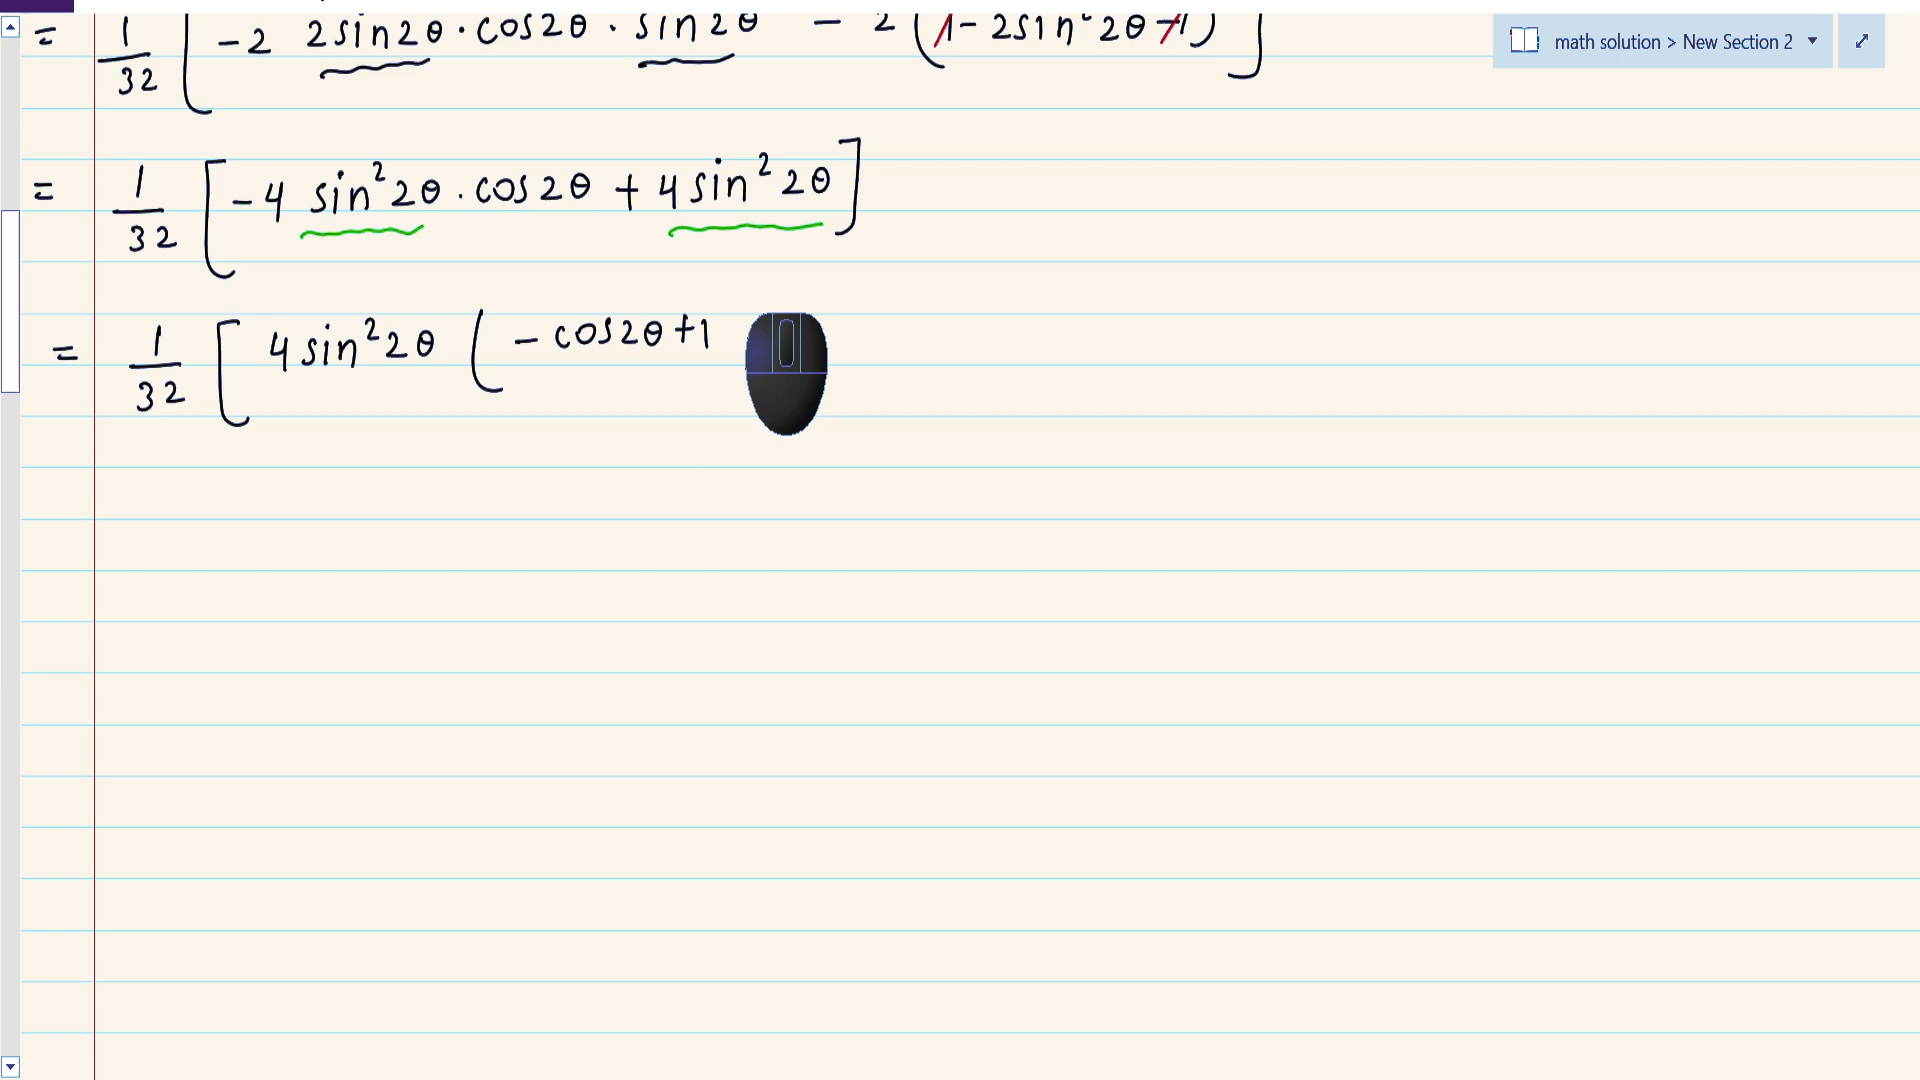 = 1/32 [ -2 2sin2θ · cos2θ · sin2θ - 2 (1 - 2sin²2θ - 1) ]
math solution > New Section 2
= 1/32 [ -4 sin²2θ · cos2θ + 4sin²2θ ]
= 1/32 [ 4sin²2θ ( - cos2θ + 1